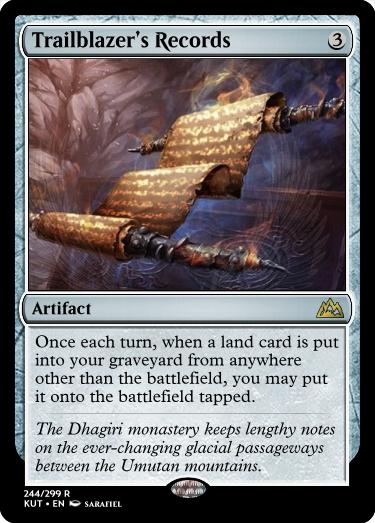 Trailblazer's Records 3
Artifact
Once each turn, when a land card is put
into your graveyard from anywhere
other than the battlefield, you may put
it onto the battlefield tapped.
The Dhagiri monastery keeps lengthy notes
on the ever-changing glacial passageways
between the Umutan mountains.
244/299 R
KUT • EN SARAFIEL